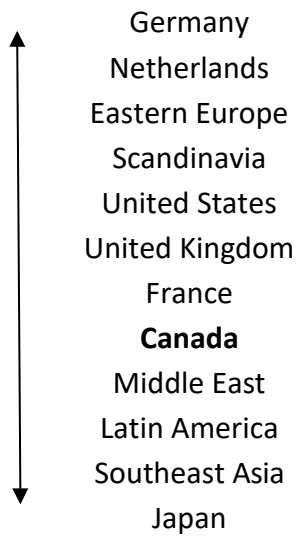 Germany
Netherlands
Eastern Europe
Scandinavia
United States
United Kingdom
France
Canada
Middle East
Latin America
Southeast Asia
Japan